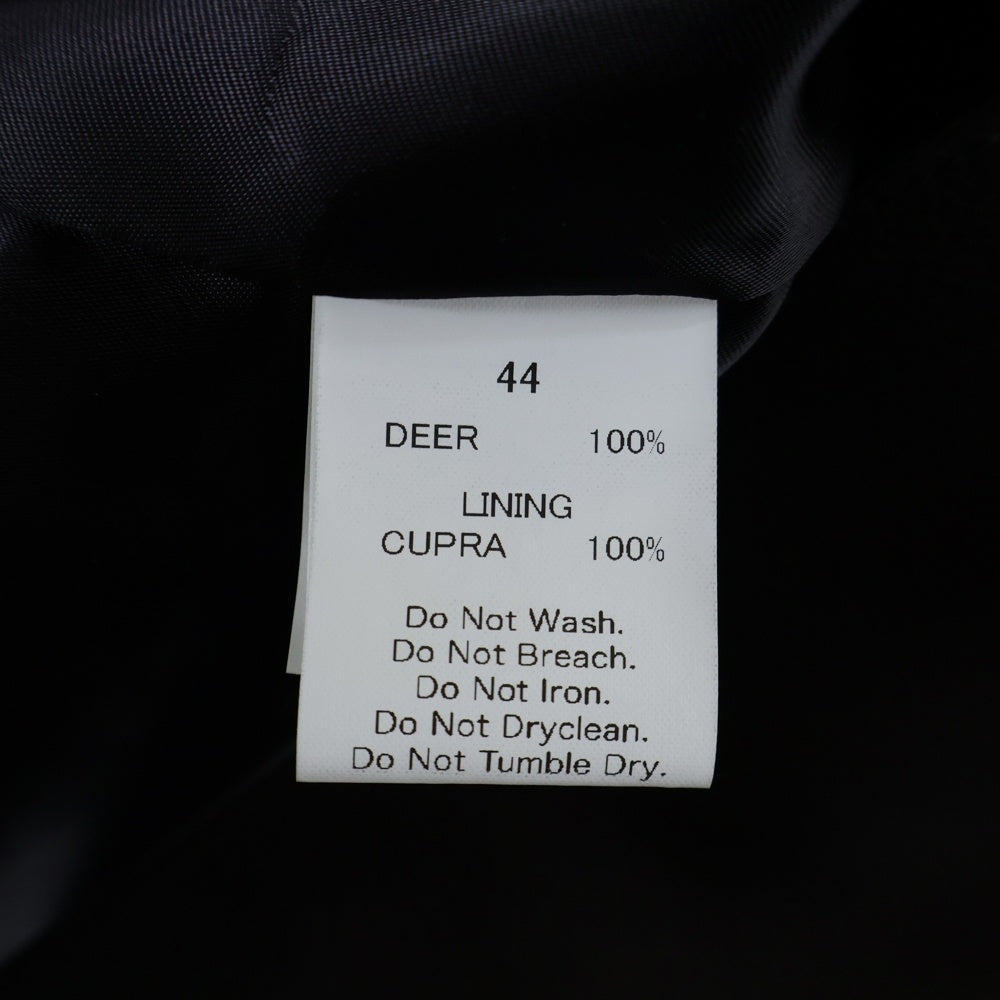 44
DEER 100%
LINING
CUPRA 100%
Do Not Wash.
Do Not Breach.
Do Not Iron.
Do Not Dryclean.
Do Not Tumble Dry.